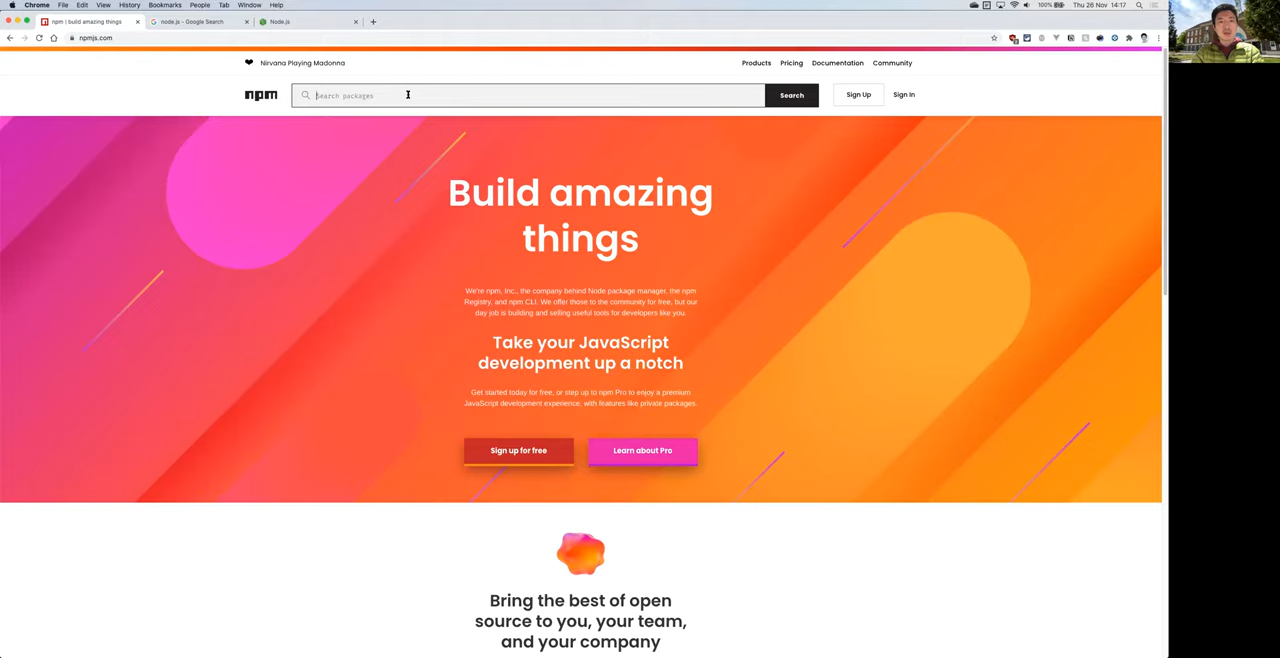 Chrome File Edit View History Bookmarks People Tab Window Help 100% Thu 26 Nov 14:17
npm | build amazing things node.js - Google Search Node.js
npmjs.com
Nirvana Playing Madonna Products Pricing Documentation Community
npm Search packages Search Sign Up Sign In
Build amazing
things
We're npm, Inc., the company behind Node package manager, the npm
Registry, and npm CLI. We offer those to the community for free, but our
day job is building and selling useful tools for developers like you.
Take your JavaScript
development up a notch
Get started today for free, or step up to npm Pro to enjoy a premium
JavaScript development experience, with features like private packages.
Sign up for free Learn about Pro
Bring the best of open
source to you, your team,
and your company